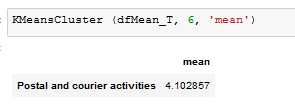 KMeansCluster (dfMean_T, 6, 'mean')
mean
Postal and courier activities 4.102857